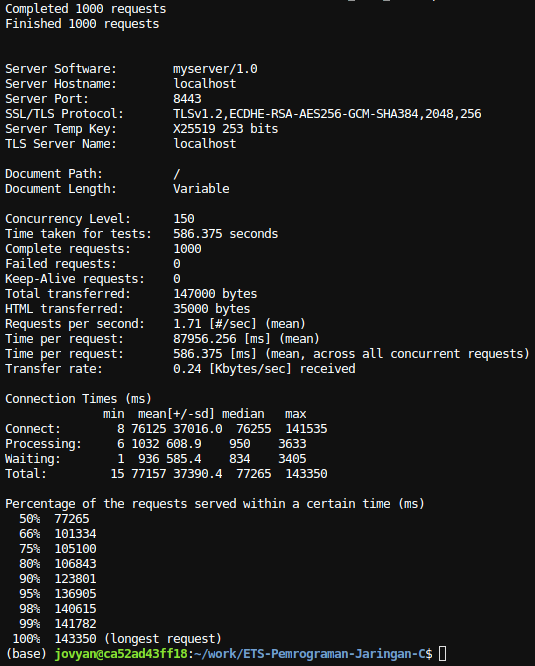 Completed 1000 requests
Finished 1000 requests
Server Software: myserver/1.0
Server Hostname: localhost
Server Port: 8443
SSL/TLS Protocol: TLSv1.2,ECDHE-RSA-AES256-GCM-SHA384,2048,256
Server Temp Key: X25519 253 bits
TLS Server Name: localhost
Document Path: /
Document Length: Variable
Concurrency Level: 150
Time taken for tests: 586.375 seconds
Complete requests: 1000
Failed requests: 0
Keep-Alive requests: 0
Total transferred: 147000 bytes
HTML transferred: 35000 bytes
Requests per second: 1.71 [#/sec] (mean)
Time per request: 87956.256 [ms] (mean)
Time per request: 586.375 [ms] (mean, across all concurrent requests)
Transfer rate: 0.24 [Kbytes/sec] received
Connection Times (ms)
min mean[+/-sd] median max
Connect: 8 76125 37016.0 76255 141535
Processing: 6 1032 608.9 950 3633
Waiting: 1 936 585.4 834 3405
Total: 15 77157 37390.4 77265 143350
Percentage of the requests served within a certain time (ms)
50% 77265
66% 101334
75% 105100
80% 106843
90% 123801
95% 136905
98% 140615
99% 141782
100% 143350 (longest request)
(base) jovyan@ca52ad43ff18:~/work/ETS-Pemrograman-Jaringan-C$